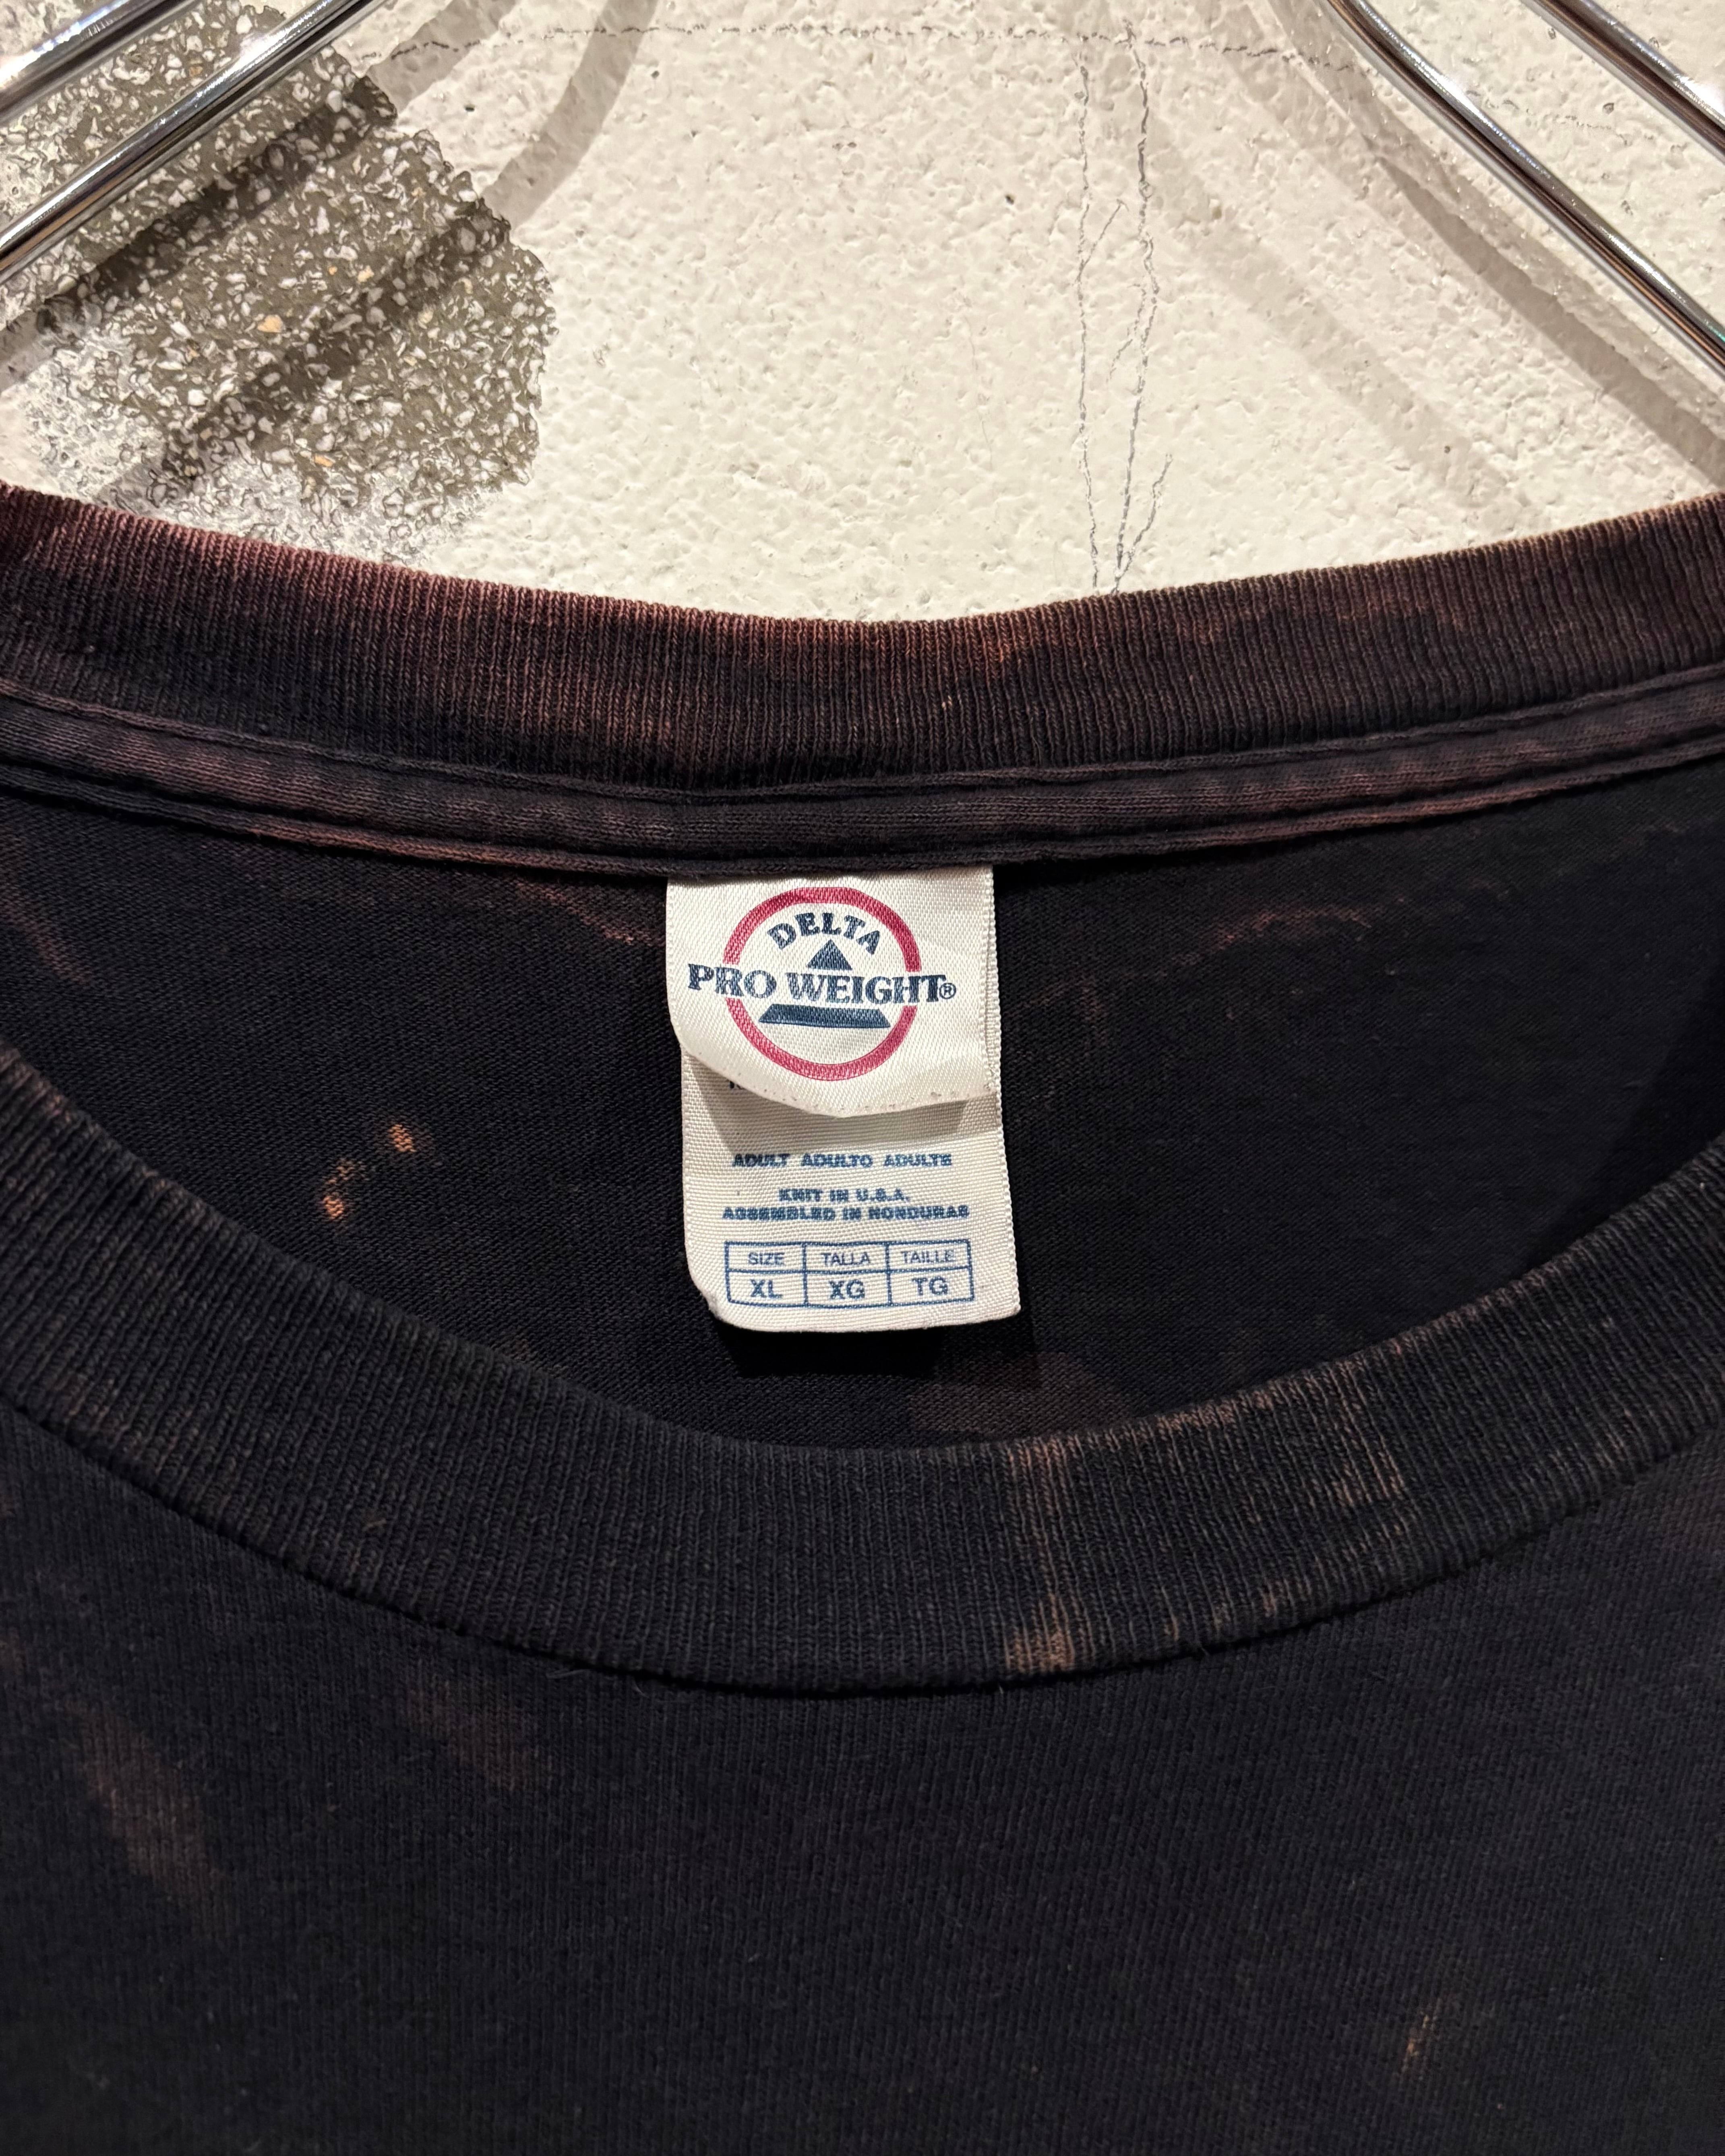 DELTA
PRO WEIGHT®
ADULT ADULTO ADULTE
KNIT IN U.S.A.
ASSEMBLED IN HONDURAS
SIZE TALLA TAILLE
XL XG TG